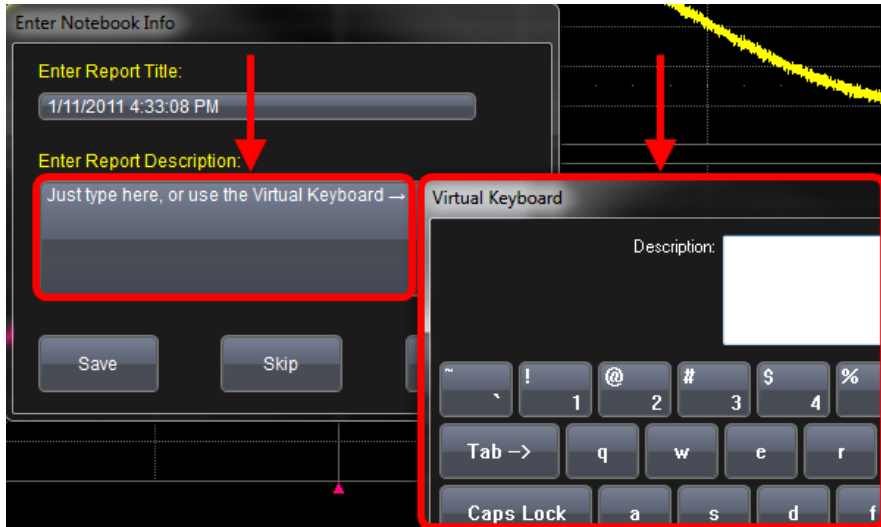 Enter Notebook Info
Enter Report Title:
1/11/2011 4:33:08 PM
Enter Report Description:
Just type here, or use the Virtual Keyboard →
Save
Skip
Virtual Keyboard
Description:
~ ` ! 1 @ 2 # 3 $ 4 %
Tab –> q w e r
Caps Lock a s d f